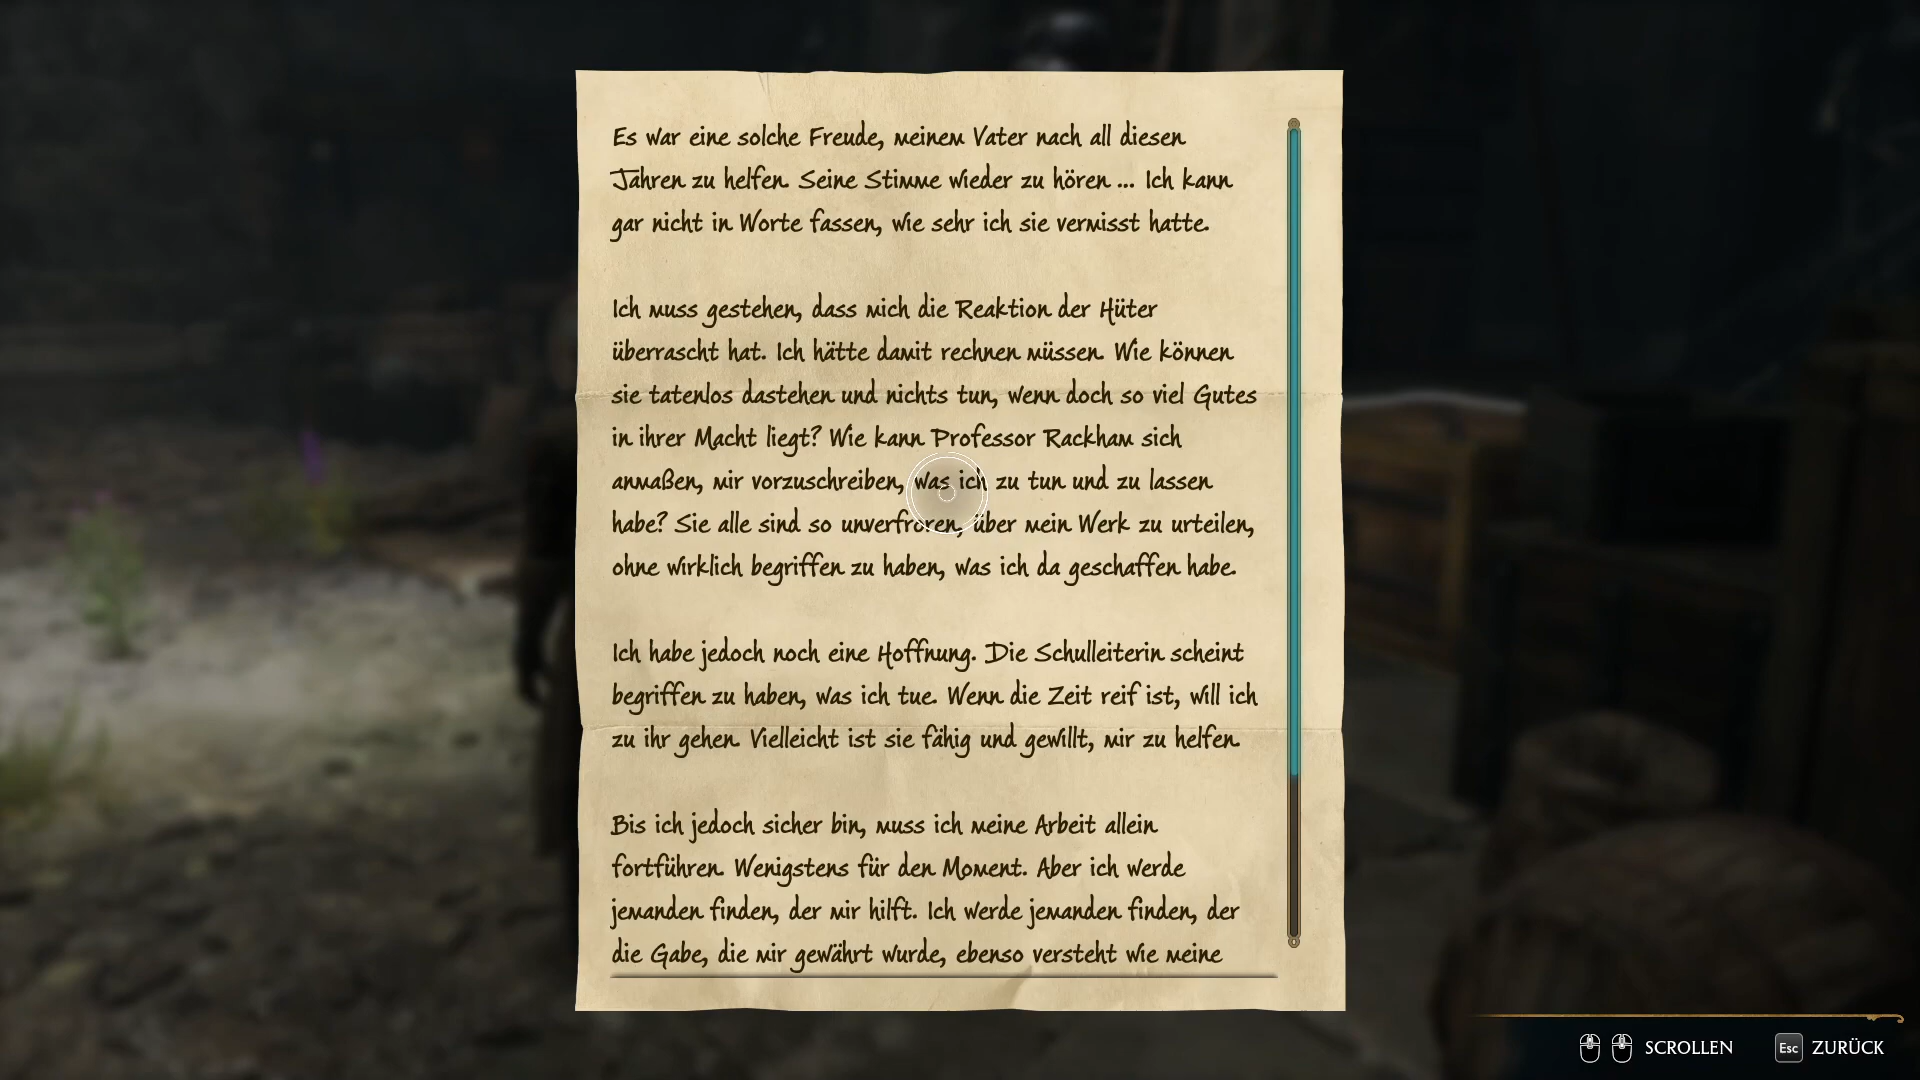 Es war eine solche Freude, meinem Vater nach all diesen
Jahren zu helfen. Seine Stimme wieder zu hören ... Ich kann
gar nicht in Worte fassen, wie sehr ich sie vermisst hatte.
Ich muss gestehen, dass mich die Reaktion der Hüter
überrascht hat. Ich hätte damit rechnen müssen. Wie können
sie tatenlos dastehen und nichts tun, wenn doch so viel Gutes
in ihrer Macht liegt? Wie kann Professor Rackham sich
anmaßen, mir vorzuschreiben, was ich zu tun und zu lassen
habe? Sie alle sind so unverfroren, über mein Werk zu urteilen,
ohne wirklich begriffen zu haben, was ich da geschaffen habe.
Ich habe jedoch noch eine Hoffnung. Die Schulleiterin scheint
begriffen zu haben, was ich tue. Wenn die Zeit reif ist, will ich
zu ihr gehen. Vielleicht ist sie fähig und gewillt, mir zu helfen.
Bis ich jedoch sicher bin, muss ich meine Arbeit allein
fortführen. Wenigstens für den Moment. Aber ich werde
jemanden finden, der mir hilft. Ich werde jemanden finden, der
die Gabe, die mir gewährt wurde, ebenso versteht wie meine
SCROLLEN
Esc ZURÜCK